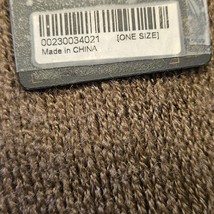 00230034021 [ONE SIZE]
Made in CHINA